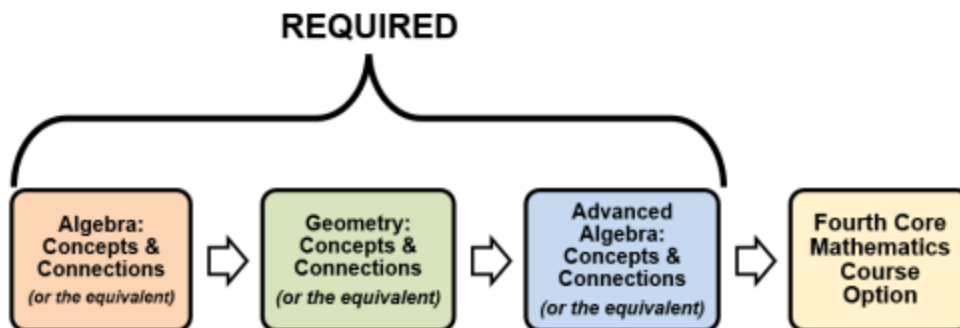 REQUIRED
Algebra:
Concepts &
Connections
(or the equivalent)
Geometry:
Concepts &
Connections
(or the equivalent)
Advanced
Algebra:
Concepts &
Connections
(or the equivalent)
Fourth Core
Mathematics
Course
Option